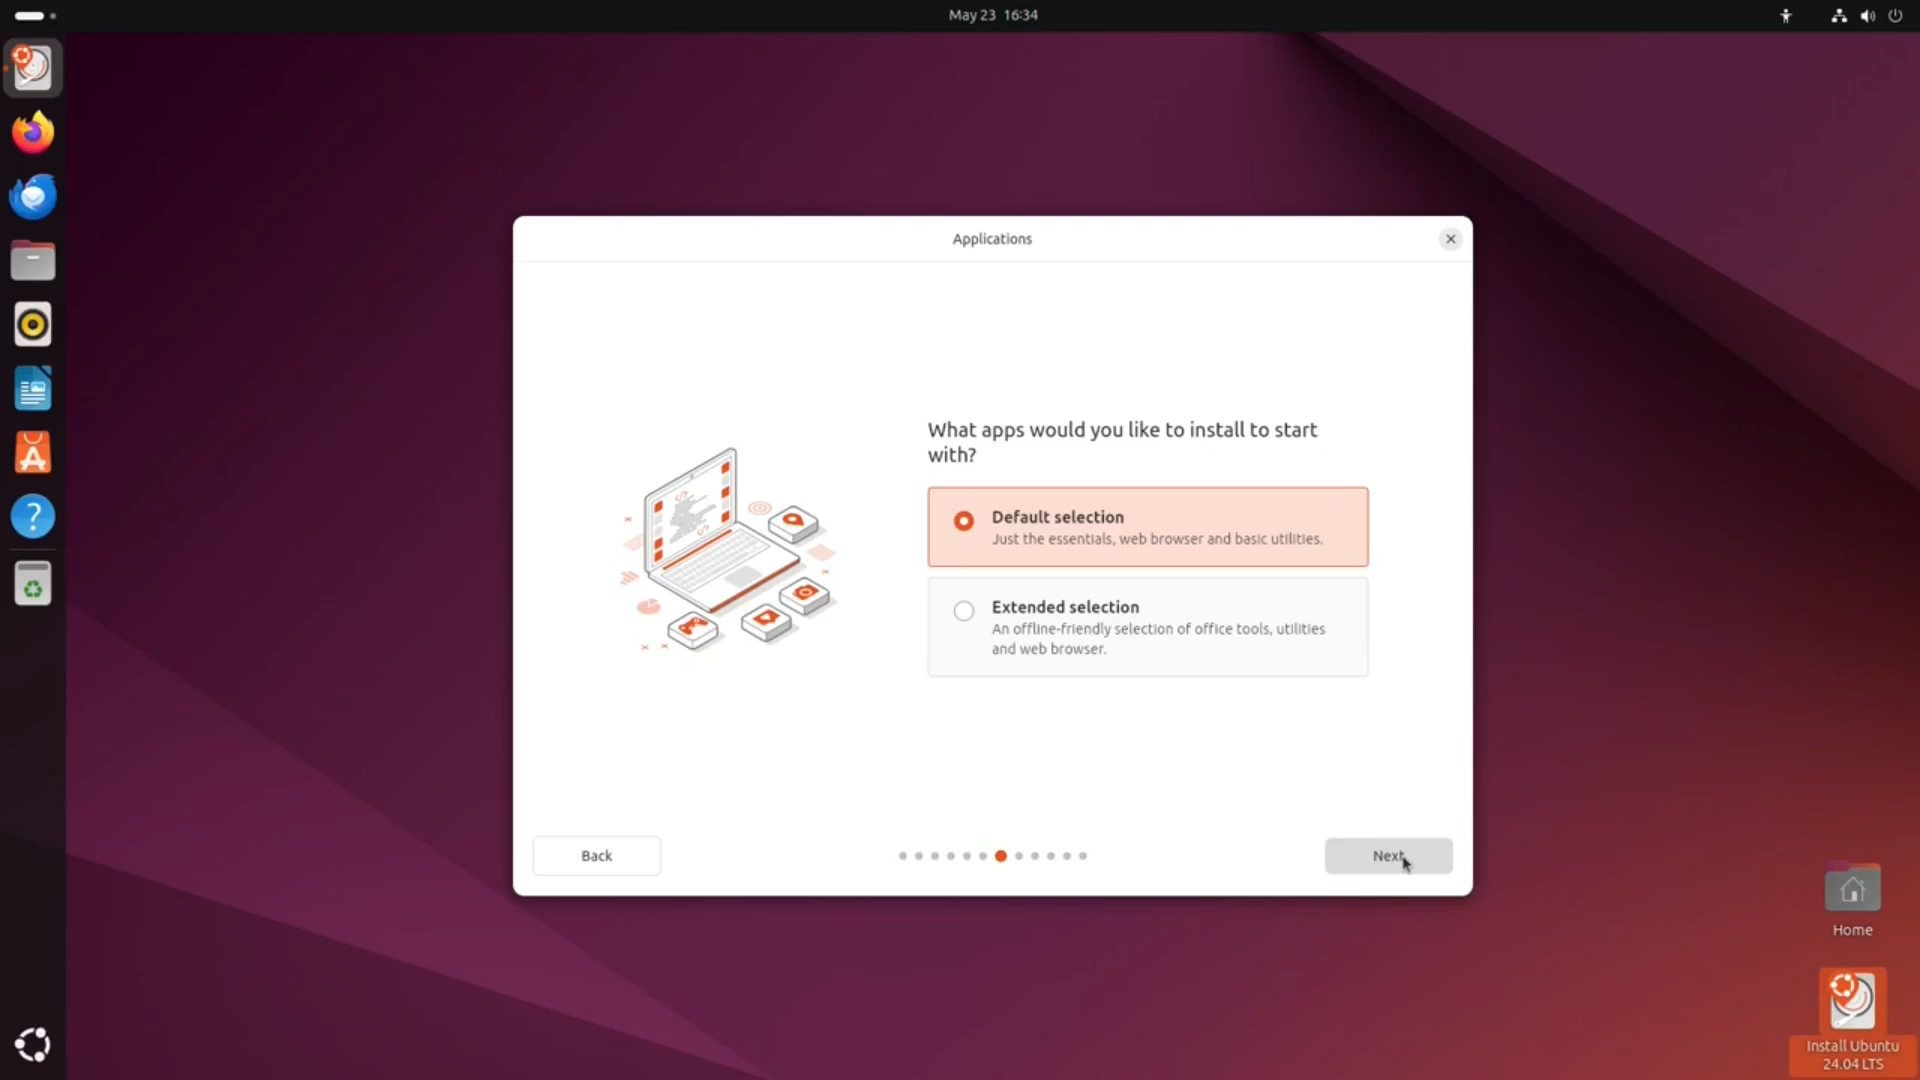 May 23 16:34
Applications
What apps would you like to install to start
with?
Default selection
Just the essentials, web browser and basic utilities.
Extended selection
An offline-friendly selection of office tools, utilities
and web browser.
Back
Next
Home
Install Ubuntu
24.04 LTS